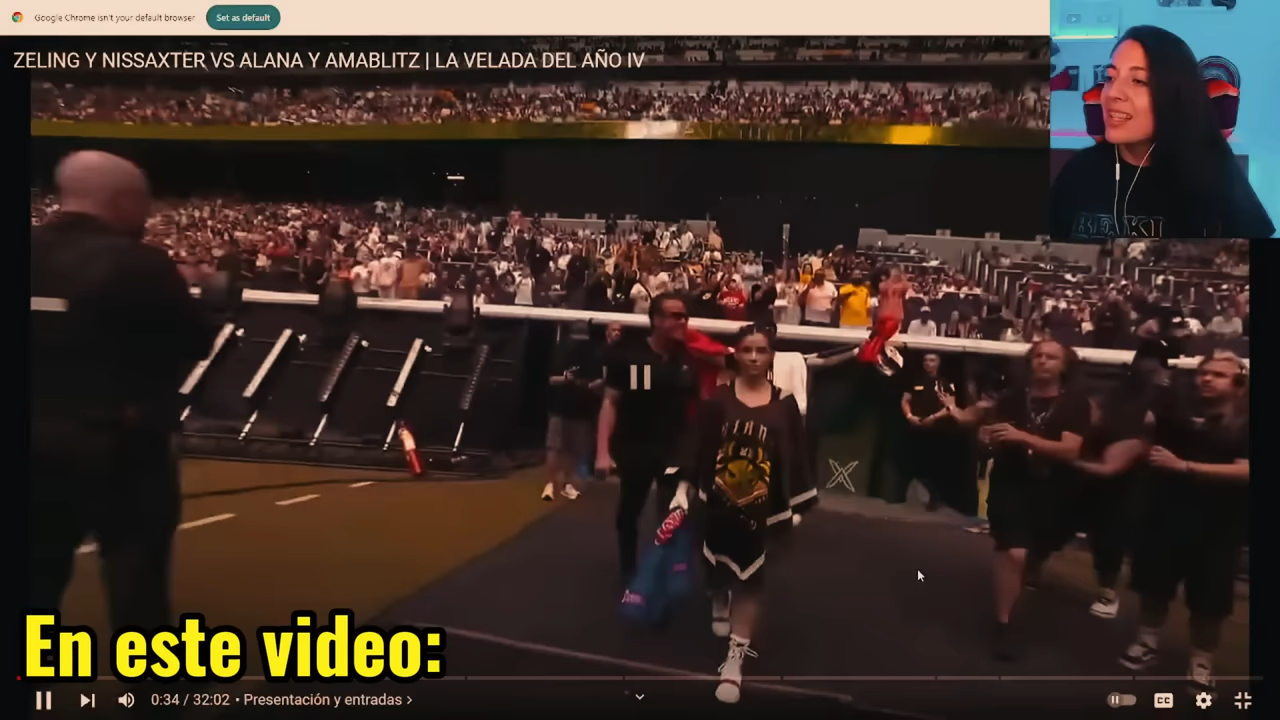 Google Chrome isn't your default browser
Set as default
ZELING Y NISSAXTER VS ALANA Y AMABLITZ | LA VELADA DEL AÑO IV
En este video:
0:34 / 32:02 • Presentación y entradas >
CC